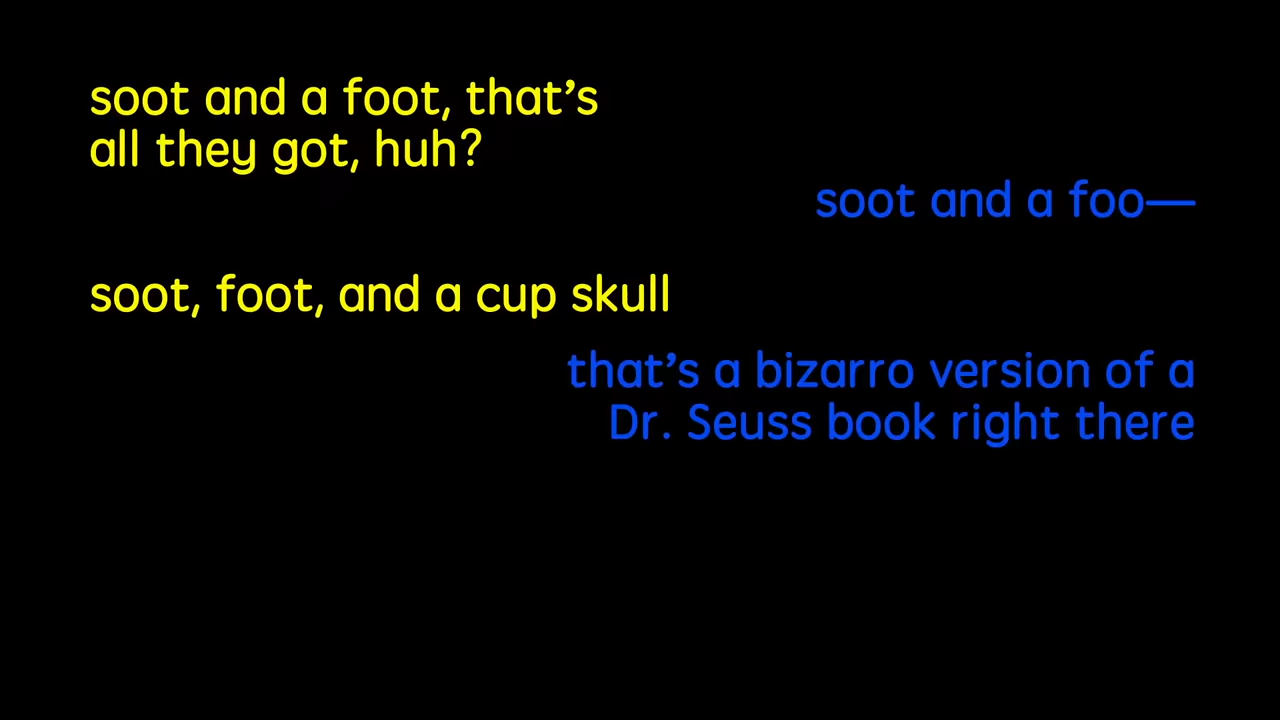 soot and a foot, that’s
all they got, huh?
soot and a foo—
soot, foot, and a cup skull
that’s a bizarro version of a
Dr. Seuss book right there